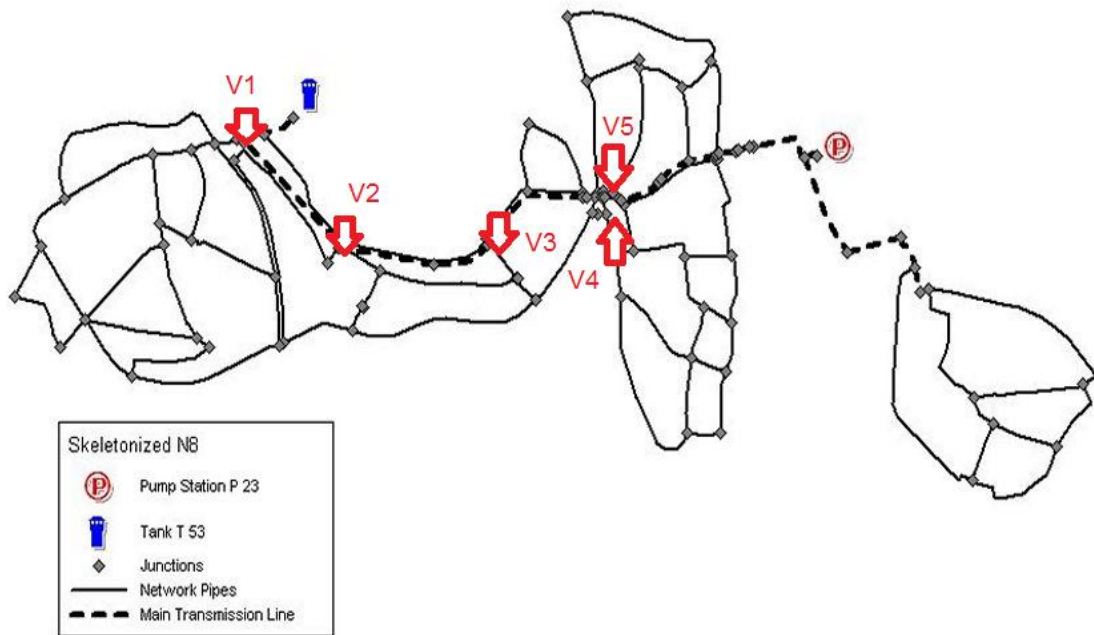 V1
V2
V3
V5
V4
P
Skeletonized N8
P
Pump Station P 23
Tank T 53
Junctions
Network Pipes
Main Transmission Line